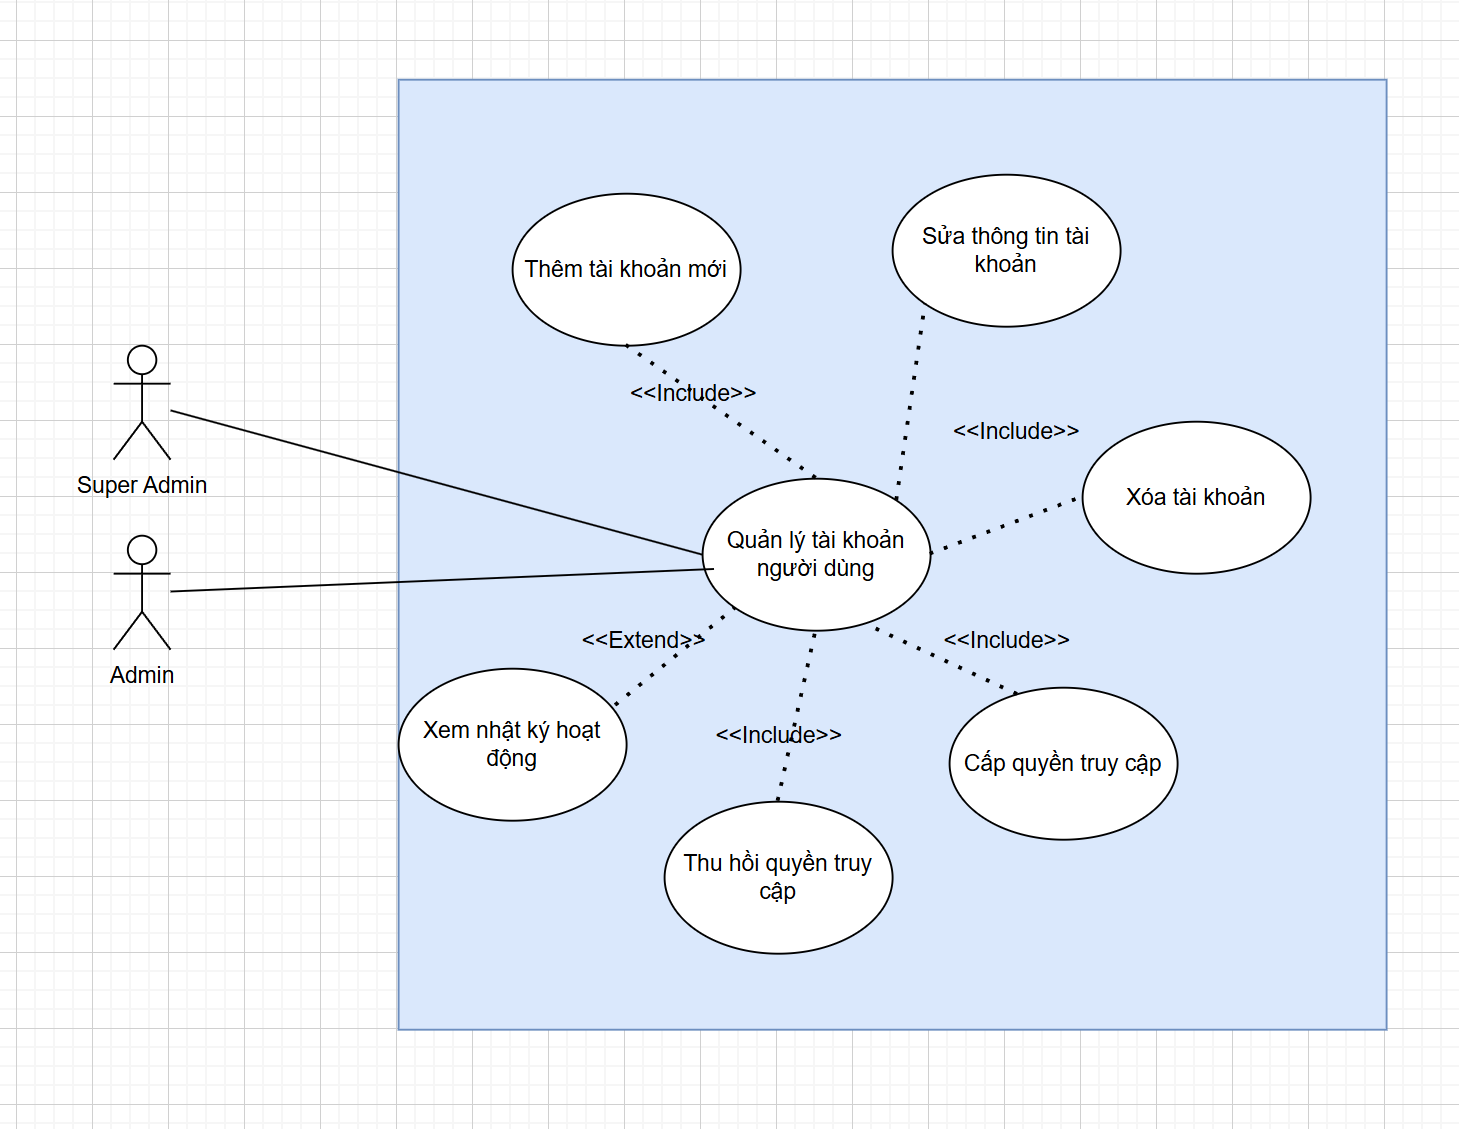 Sửa thông tin tài
khoản
Thêm tài khoản mới
<<Include>>
<<Include>>
Super Admin
Xóa tài khoản
Quản lý tài khoản
người dùng
<<Extend>>
<<Include>>
Admin
Xem nhật ký hoạt
động
<<Include>>
Cấp quyền truy cập
Thu hồi quyền truy
cập